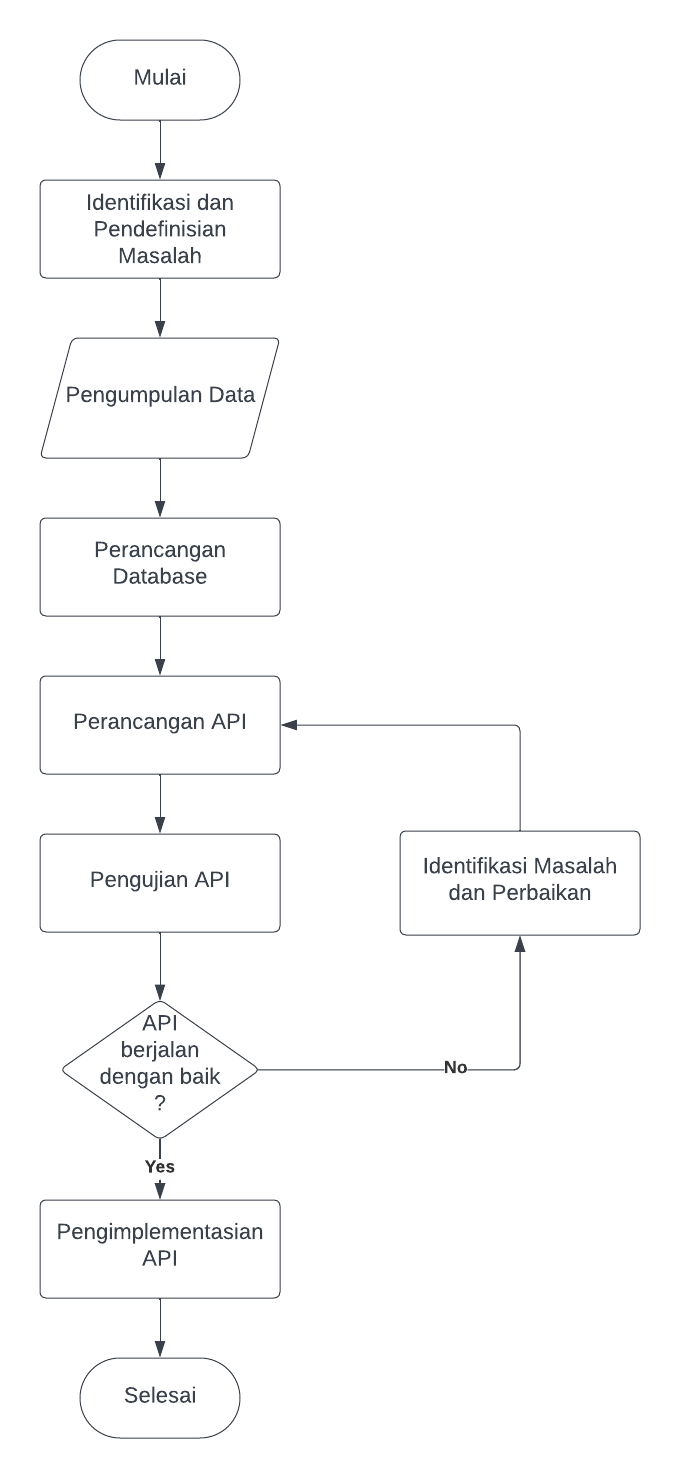 Mulai
Identifikasi dan
Pendefinisian
Masalah
Pengumpulan Data
Perancangan
Database
Perancangan API
Pengujian API
Identifikasi Masalah
dan Perbaikan
API
berjalan
dengan baik
?
No
Yes
Pengimplementasian
API
Selesai